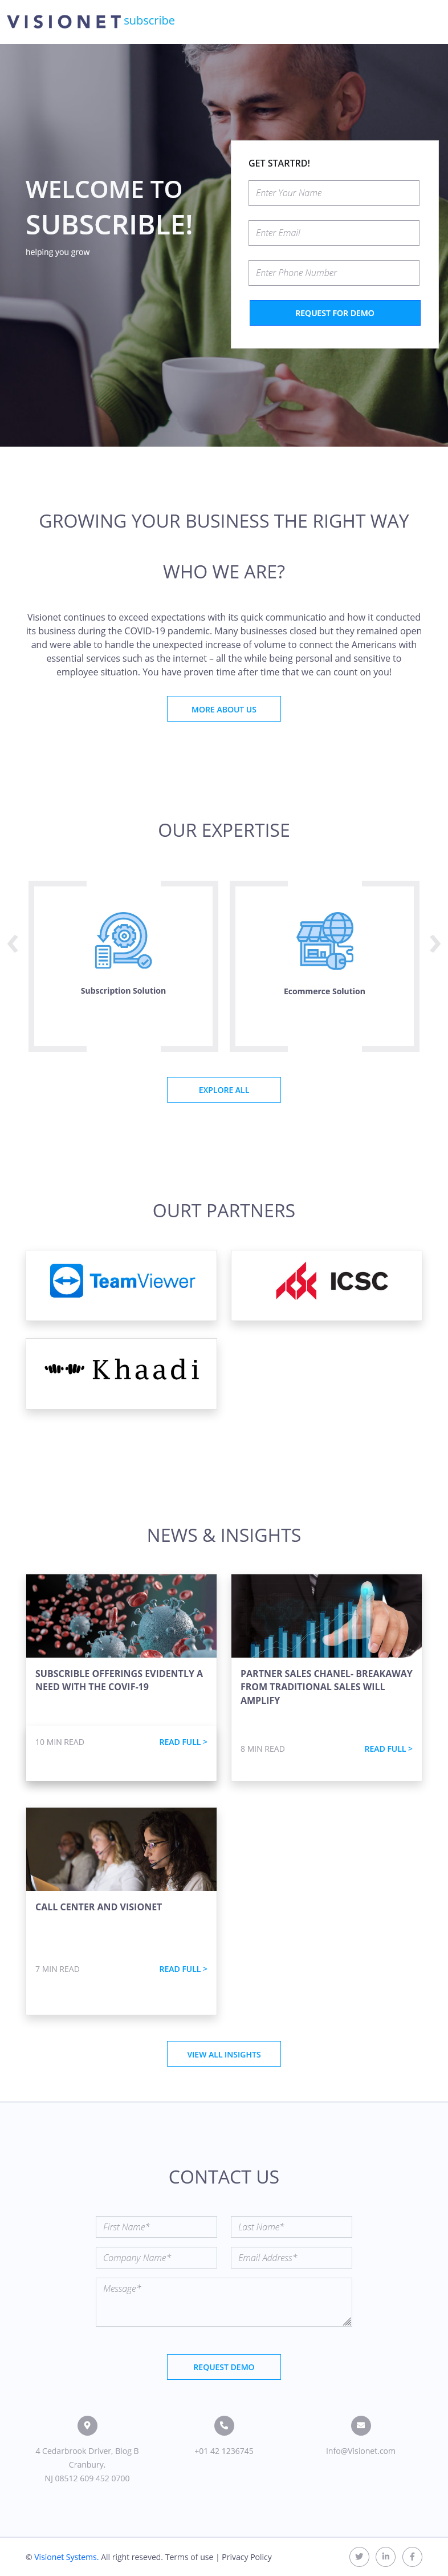 VISIONET subscribe
WELCOME TO
SUBSCRIBLE!
helping you grow
GET STARTRD!
Enter Your Name
Enter Email
Enter Phone Number
REQUEST FOR DEMO
GROWING YOUR BUSINESS THE RIGHT WAY
WHO WE ARE?
Visionet continues to exceed expectations with its quick communicatio and how it conducted
its business during the COVID-19 pandemic. Many businesses closed but they remained open
and were able to handle the unexpected increase of volume to connect the Americans with
essential services such as the internet – all the while being personal and sensitive to
employee situation. You have proven time after time that we can count on you!
MORE ABOUT US
OUR EXPERTISE
Subscription Solution
Ecommerce Solution
EXPLORE ALL
OURT PARTNERS
TeamViewer
ICSC
Khaadi
NEWS & INSIGHTS
SUBSCRIBLE OFFERINGS EVIDENTLY A
NEED WITH THE COVIF-19
10 MIN READ
READ FULL >
PARTNER SALES CHANEL- BREAKAWAY
FROM TRADITIONAL SALES WILL
AMPLIFY
8 MIN READ
READ FULL >
CALL CENTER AND VISIONET
7 MIN READ
READ FULL >
VIEW ALL INSIGHTS
CONTACT US
First Name*
Last Name*
Company Name*
Email Address*
Message*
REQUEST DEMO
4 Cedarbrook Driver, Blog B
Cranbury,
NJ 08512 609 452 0700
+01 42 1236745
Info@Visionet.com
© Visionet Systems. All right reseved. Terms of use | Privacy Policy